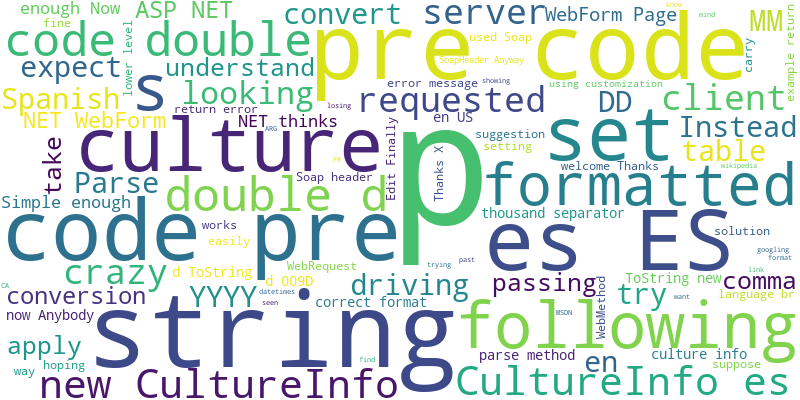 enough Now
ASP NET
convert
server
WebForm Page
know
mind
MM
fine
lower level
code double
pre code
used Soap
carry
example return
expect
understand
SoapHeader Anyway
s
looking
error message
showing
using customization
client
Spanish
requested
DD
NET WebForm
return error
NET thinks
en US
Instead
culture
ARG
losing
Edit Finally
Thanks X
suggestion
setting
set
table
take
FR
p
welcome Thanks
wikipedia
Parse
Soap header
formatted
Simple enough
double d
thousand separator
code pre
works
es ES
solution
easily
trying
past
googling
format
crazy
d ToString
WebRequest
link
CA
d 009D
driving
passing
WebMethod
ToString new
comma
conversion
YYYY
datetimes
seen
correct format
try
want
language br
now Anybody
string
following
MSDN
apply
parse method
en
culture info
way hoping
find
suppose
new CultureInfo
CultureInfo es